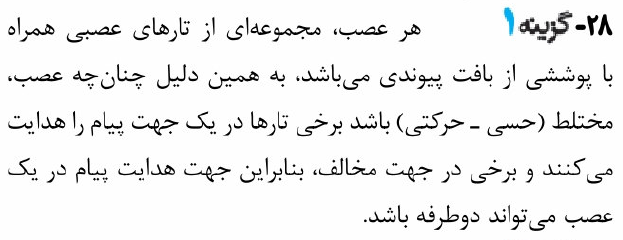 ۲۸- گزینه ۱ هر عصب، مجموعه‌ای از تارهای عصبی همراه
با پوششی از بافت پیوندی می‌باشد، به همین دلیل چنان‌چه عصب،
مختلط (حسی ـ حرکتی) باشد برخی تارها در یک جهت پیام را هدایت
می‌کنند و برخی در جهت مخالف، بنابراین جهت هدایت پیام در یک
عصب می‌تواند دوطرفه باشد.